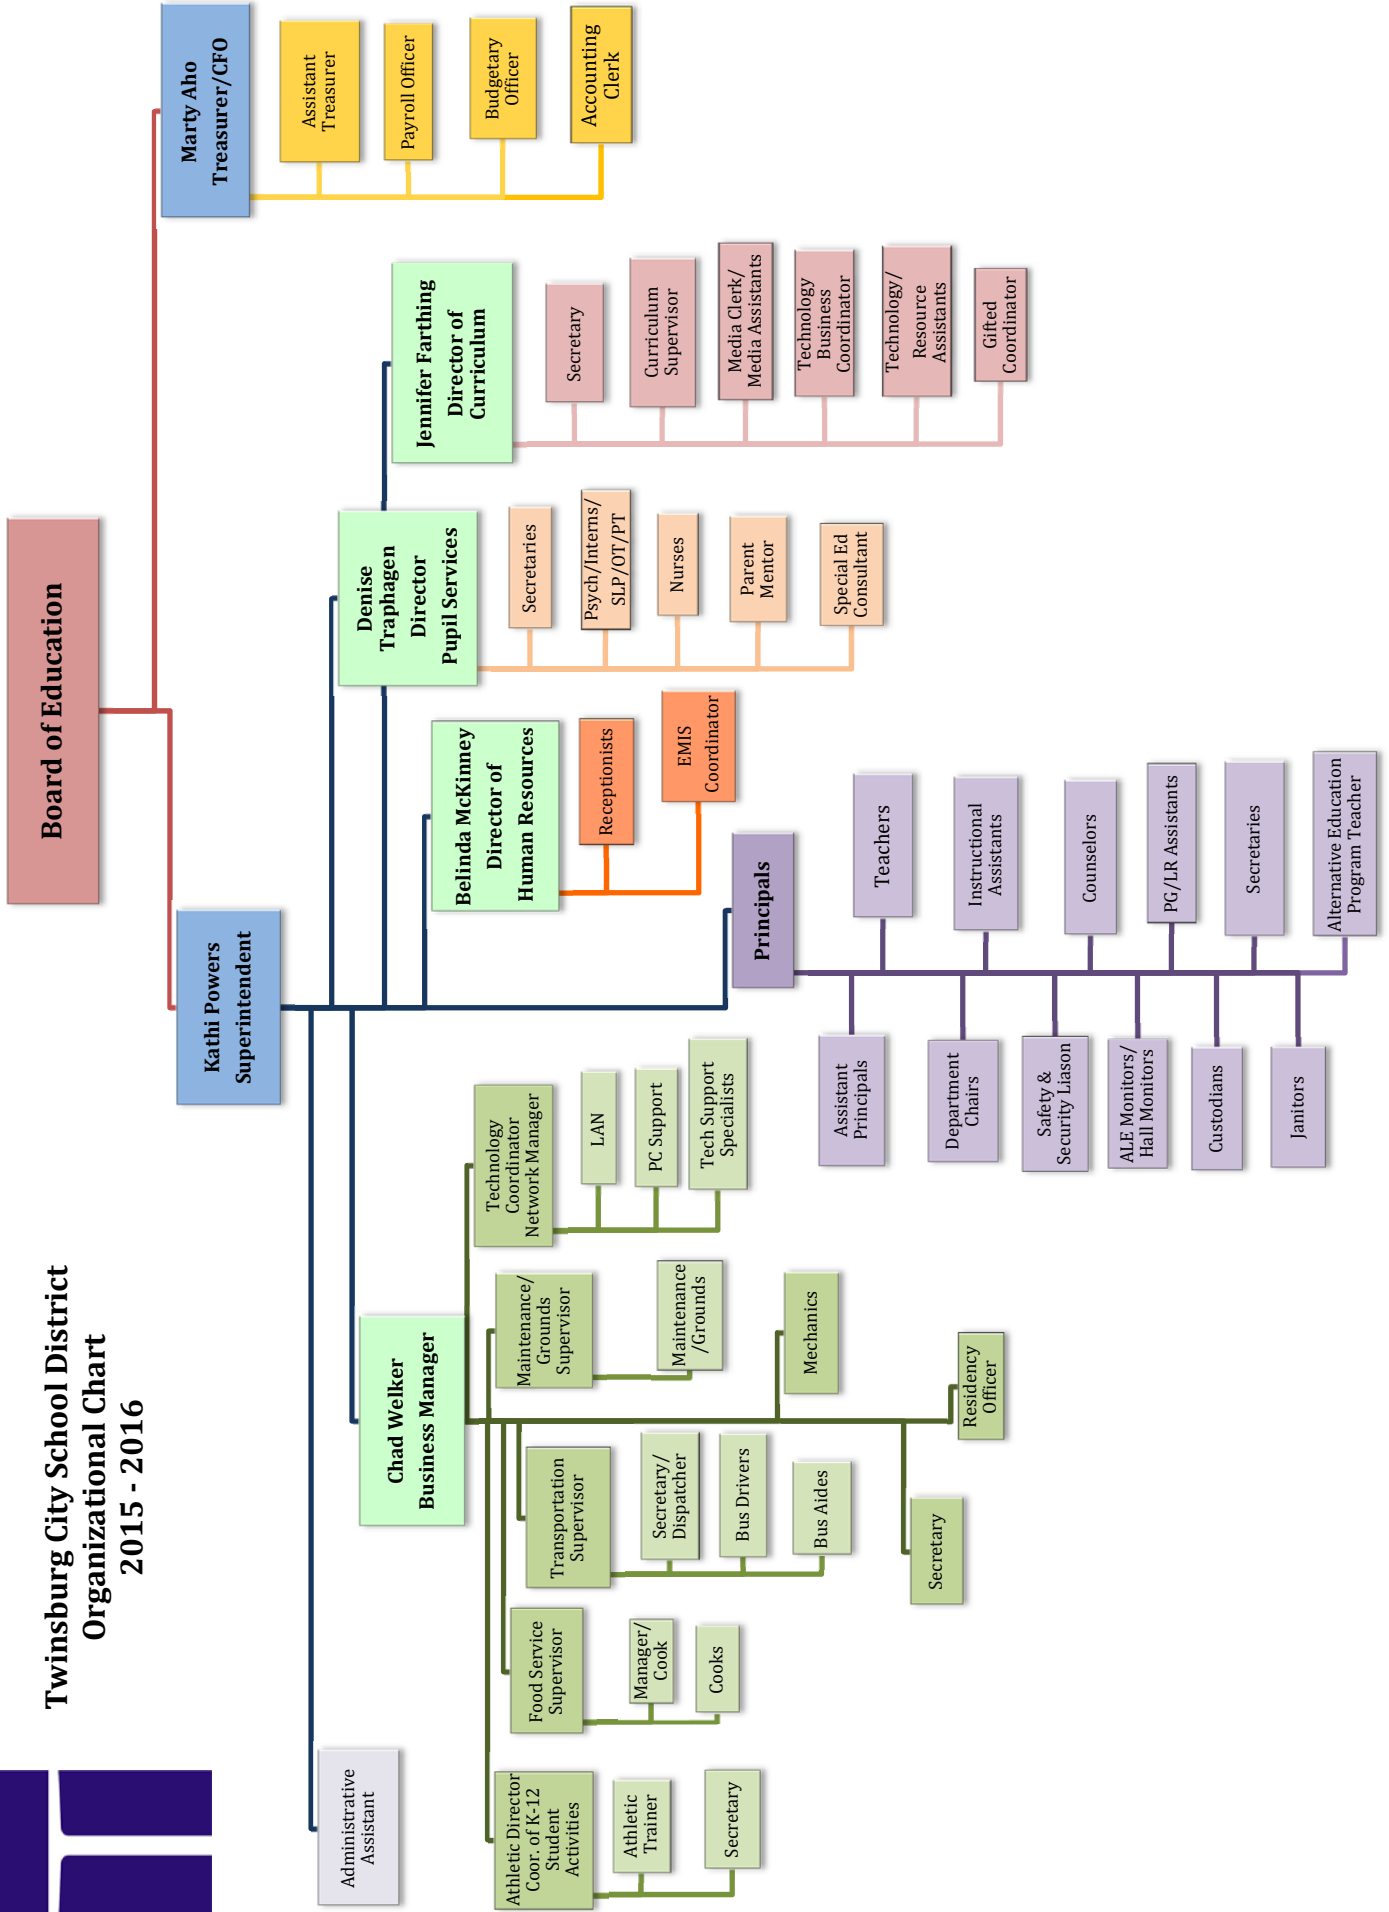 Twinsburg City School District
Organizational Chart
2015 - 2016
Board of Education
Kathi Powers
Superintendent
Marty Aho
Treasurer/CFO
Assistant
Treasurer
Payroll Officer
Budgetary
Officer
Accounting
Clerk
Administrative
Assistant
Chad Welker
Business Manager
Belinda McKinney
Director of
Human Resources
Denise
Traphagen
Director
Pupil Services
Jennifer Farthing
Director of
Curriculum
Athletic Director
Coor. of K-12
Student
Activities
Athletic
Trainer
Secretary
Food Service
Supervisor
Manager/
Cook
Cooks
Transportation
Supervisor
Secretary/
Dispatcher
Bus Drivers
Bus Aides
Maintenance/
Grounds
Supervisor
Maintenance
/Grounds
Technology
Coordinator
Network Manager
LAN
PC Support
Tech Support
Specialists
Mechanics
Secretary
Residency
Officer
Receptionists
EMIS
Coordinator
Secretaries
Psych/Interns/
SLP/OT/PT
Nurses
Parent
Mentor
Special Ed
Consultant
Secretary
Curriculum
Supervisor
Media Clerk/
Media Assistants
Technology
Business
Coordinator
Technology/
Resource
Assistants
Gifted
Coordinator
Principals
Assistant
Principals
Teachers
Department
Chairs
Instructional
Assistants
Safety &
Security Liason
Counselors
ALE Monitors/
Hall Monitors
PG/LR Assistants
Custodians
Secretaries
Janitors
Alternative Education
Program Teacher